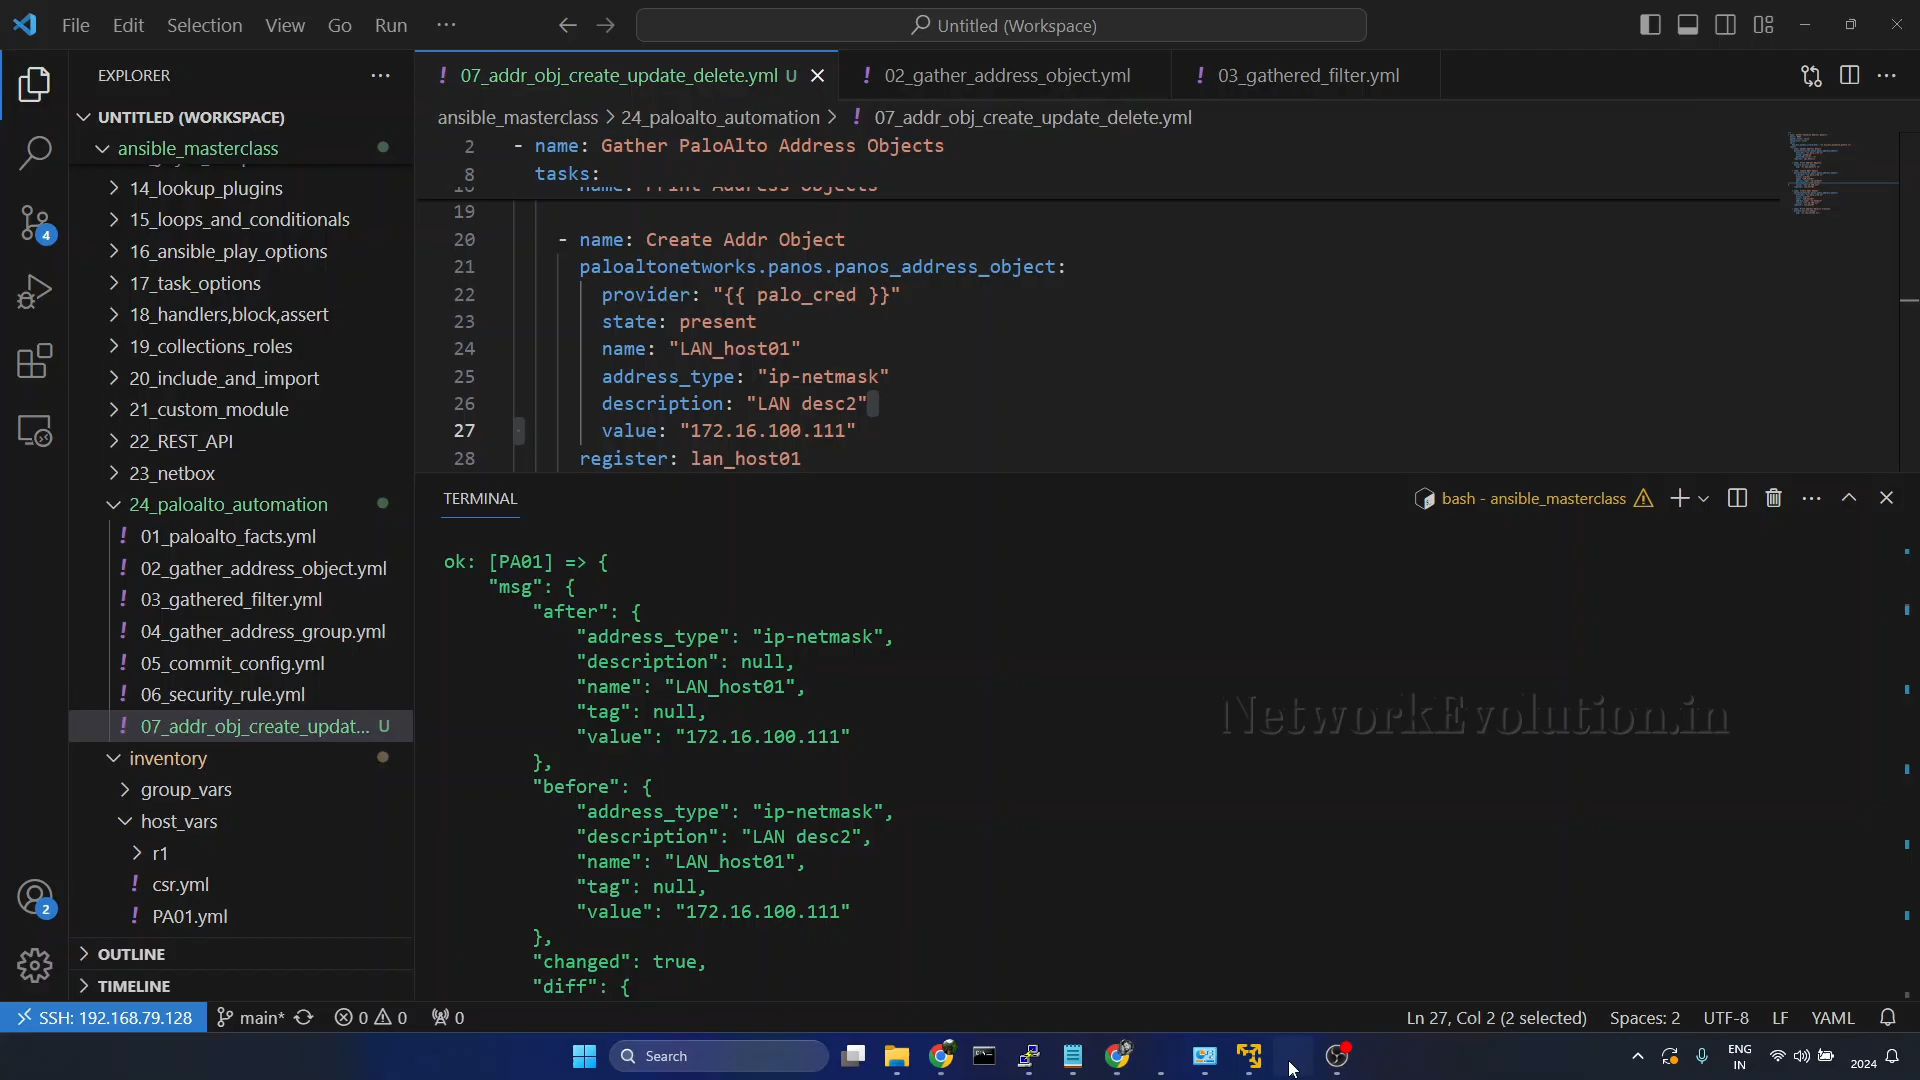 File Edit Selection View Go Run ···
Untitled (Workspace)
EXPLORER
UNTITLED (WORKSPACE)
ansible_masterclass
14_lookup_plugins
15_loops_and_conditionals
16_ansible_play_options
17_task_options
18_handlers,block,assert
19_collections_roles
20_include_and_import
21_custom_module
22_REST_API
23_netbox
24_paloalto_automation
! 01_paloalto_facts.yml
! 02_gather_address_object.yml
! 03_gathered_filter.yml
! 04_gather_address_group.yml
! 05_commit_config.yml
! 06_security_rule.yml
! 07_addr_obj_create_updat... U
inventory
group_vars
host_vars
r1
! csr.yml
! PA01.yml
OUTLINE
TIMELINE
4
2
! 07_addr_obj_create_update_delete.yml U
! 02_gather_address_object.yml
! 03_gathered_filter.yml
ansible_masterclass > 24_paloalto_automation > ! 07_addr_obj_create_update_delete.yml
2 - name: Gather PaloAlto Address Objects
8 tasks:
name: Print Address Objects
19
20 - name: Create Addr Object
21 paloaltonetworks.panos.panos_address_object:
22 provider: "{{ palo_cred }}"
23 state: present
24 name: "LAN_host01"
25 address_type: "ip-netmask"
26 description: "LAN desc2"
27 value: "172.16.100.111"
28 register: lan_host01
TERMINAL
bash - ansible_masterclass
ok: [PA01] => {
"msg": {
"after": {
"address_type": "ip-netmask",
"description": null,
"name": "LAN_host01",
"tag": null,
"value": "172.16.100.111"
},
"before": {
"address_type": "ip-netmask",
"description": "LAN desc2",
"name": "LAN_host01",
"tag": null,
"value": "172.16.100.111"
},
"changed": true,
"diff": {
NetworkEvolution.in
SSH: 192.168.79.128 main* 0 0 0
Ln 27, Col 2 (2 selected) Spaces: 2 UTF-8 LF YAML
Search
ENG
IN
2024